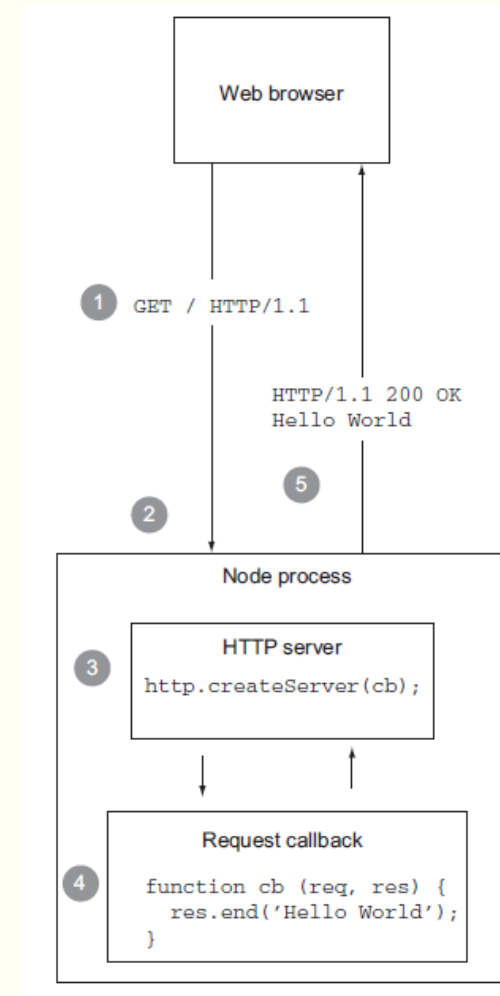 Web browser
1 GET / HTTP/1.1
HTTP/1.1 200 OK
Hello World
5
2
Node process
HTTP server
3 http.createServer(cb);
Request callback
4
function cb (req, res) {
res.end('Hello World');
}